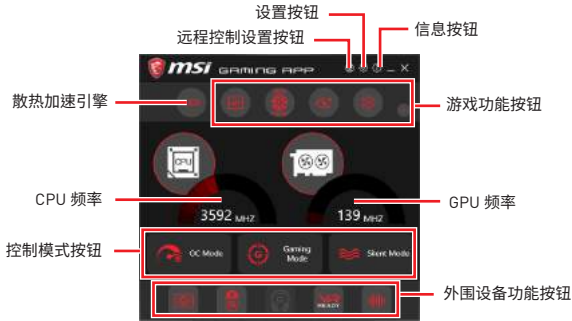 设置按钮
远程控制设置按钮
信息按钮
msi GAMING APP
散热加速引擎
游戏功能按钮
CPU
CPU 频率
3592 MHZ
139 MHZ
GPU 频率
控制模式按钮
OC Mode
Gaming Mode
Silent Mode
VR READY
外围设备功能按钮